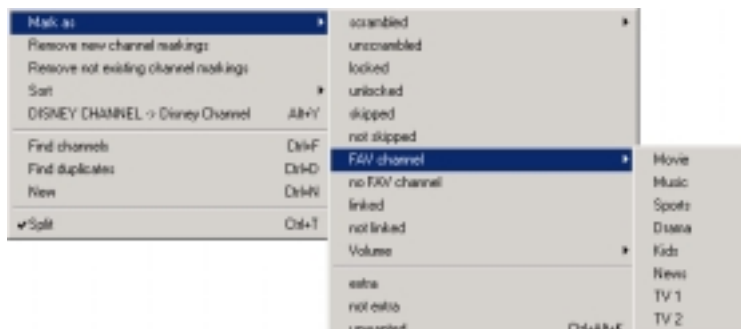 Mark as
Remove new channel markings
Remove not existing channel markings
Sort
DISNEY CHANNEL -> Disney Channel Alt+Y
Find channels Ctrl+F
Find duplicates Ctrl+D
New Ctrl+N
Split Ctrl+T
scrambled
unscrambled
locked
unlocked
skipped
not skipped
FAV channel
no FAV channel
linked
not linked
Volume
extra
not extra
unwanted
Movie
Music
Sports
Drama
Kids
News
TV 1
TV 2